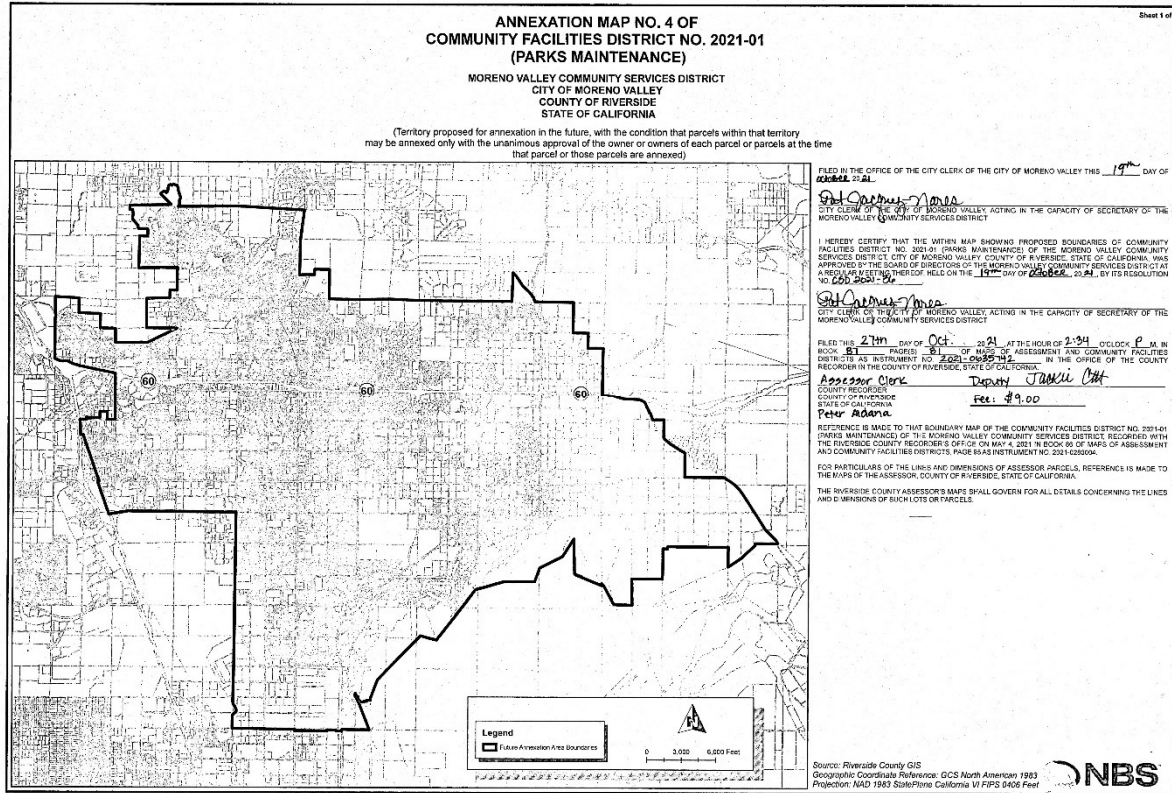 Sheet 1 of
ANNEXATION MAP NO. 4 OF
COMMUNITY FACILITIES DISTRICT NO. 2021-01
(PARKS MAINTENANCE)
MORENO VALLEY COMMUNITY SERVICES DISTRICT
CITY OF MORENO VALLEY
COUNTY OF RIVERSIDE
STATE OF CALIFORNIA
(Territory proposed for annexation in the future, with the condition that parcels within that territory
may be annexed only with the unanimous approval of the owner or owners of each parcel or parcels at the time
that parcel or those parcels are annexed)
FILED IN THE OFFICE OF THE CITY CLERK OF THE CITY OF MORENO VALLEY THIS 19th DAY OF
October 2021
Pat Jacquez-Nares
CITY CLERK OF THE CITY OF MORENO VALLEY, ACTING IN THE CAPACITY OF SECRETARY OF THE
MORENO VALLEY COMMUNITY SERVICES DISTRICT
I HEREBY CERTIFY THAT THE WITHIN MAP SHOWING PROPOSED BOUNDARIES OF COMMUNITY
FACILITIES DISTRICT NO. 2021-01 (PARKS MAINTENANCE) OF THE MORENO VALLEY COMMUNITY
SERVICES DISTRICT, CITY OF MORENO VALLEY COUNTY OF RIVERSIDE, STATE OF CALIFORNIA, WAS
APPROVED BY THE BOARD OF DIRECTORS OF THE MORENO VALLEY COMMUNITY SERVICES DISTRICT AT
A REGULAR MEETING THEREOF, HELD ON THE 19th DAY OF October 2021, BY ITS RESOLUTION
NO. CSD 2021-36
Pat Jacquez-Nares
CITY CLERK OF THE CITY OF MORENO VALLEY, ACTING IN THE CAPACITY OF SECRETARY OF THE
MORENO VALLEY COMMUNITY SERVICES DISTRICT
FILED THIS 27th DAY OF Oct. 2021 AT THE HOUR OF 2:34 O'CLOCK P M. IN
BOOK 87 PAGE(S) 81 OF MAPS OF ASSESSMENT AND COMMUNITY FACILITIES
DISTRICTS AS INSTRUMENT NO. 2021-0635742 IN THE OFFICE OF THE COUNTY
RECORDER IN THE COUNTY OF RIVERSIDE, STATE OF CALIFORNIA.
Assessor Clerk Deputy Jackie
COUNTY RECORDER
COUNTY OF RIVERSIDE
STATE OF CALIFORNIA
Fee: $9.00
Peter Aldana
REFERENCE IS MADE TO THAT BOUNDARY MAP OF THE COMMUNITY FACILITIES DISTRICT NO. 2021-01
(PARKS MAINTENANCE) OF THE MORENO VALLEY COMMUNITY SERVICES DISTRICT, RECORDED WITH
THE RIVERSIDE COUNTY RECORDER'S OFFICE ON MAY 4, 2021 IN BOOK 86 OF MAPS OF ASSESSMENT
AND COMMUNITY FACILITIES DISTRICTS, PAGE 85 AS INSTRUMENT NO.
FOR PARTICULARS OF THE LINES AND DIMENSIONS OF ASSESSOR PARCELS, REFERENCE IS MADE TO
THE MAPS OF THE ASSESSOR, COUNTY OF RIVERSIDE, STATE OF CALIFORNIA.
THE RIVERSIDE COUNTY ASSESSOR'S MAPS SHALL GOVERN FOR ALL DETAILS CONCERNING THE LINES
AND DIMENSIONS OF SUCH LOTS OR PARCELS.
60
60
60
Legend
Future Annexation Area Boundaries
0 3,000 6,000 Feet
Source: Riverside County GIS
Geographic Coordinate Reference: GCS North American 1983
Projection: NAD 1983 StatePlane California VI FIPS 0406 Feet
NBS